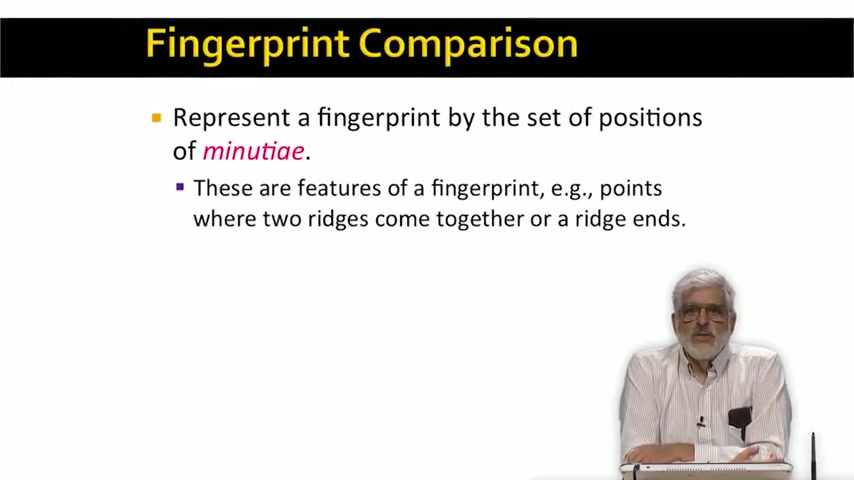 Fingerprint Comparison
Represent a fingerprint by the set of positions
of minutiae.
These are features of a fingerprint, e.g., points
where two ridges come together or a ridge ends.